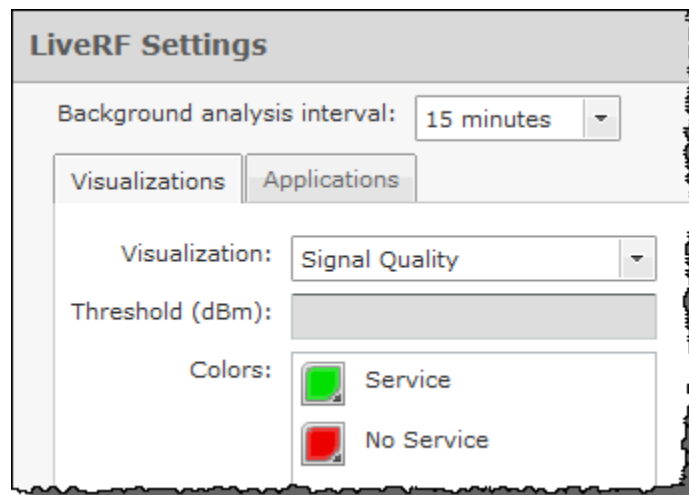 LiveRF Settings
Background analysis interval: 15 minutes
Visualizations Applications
Visualization: Signal Quality
Threshold (dBm):
Colors: Service
No Service